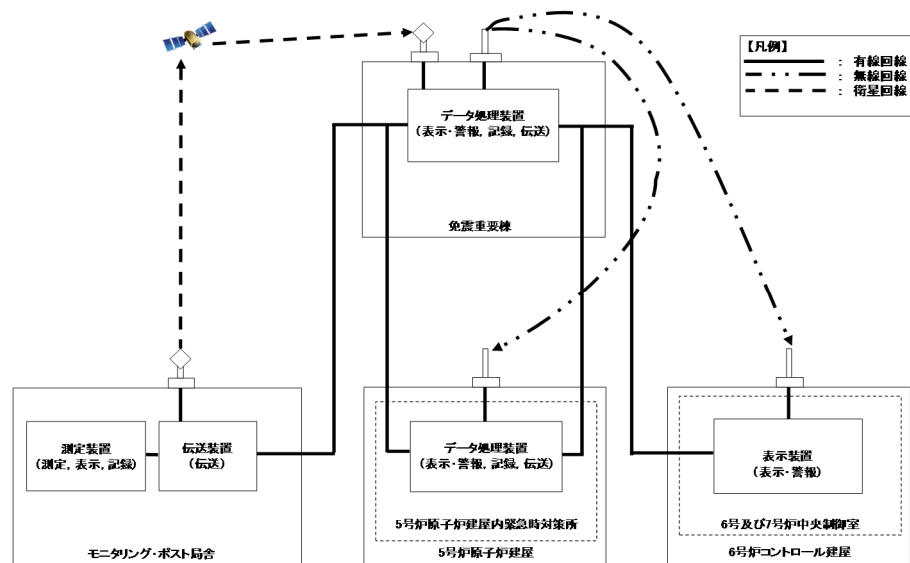 【凡例】
： 有線回線
： 無線回線
： 衛星回線
データ処理装置
(表示・警報, 記録, 伝送)
免震重要棟
測定装置
(測定, 表示, 記録)
伝送装置
(伝送)
モニタリング・ポスト局舎
データ処理装置
(表示・警報, 記録, 伝送)
5号炉原子炉建屋内緊急時対策所
5号炉原子炉建屋
表示装置
(表示・警報)
6号及び7号炉中央制御室
6号炉コントロール建屋